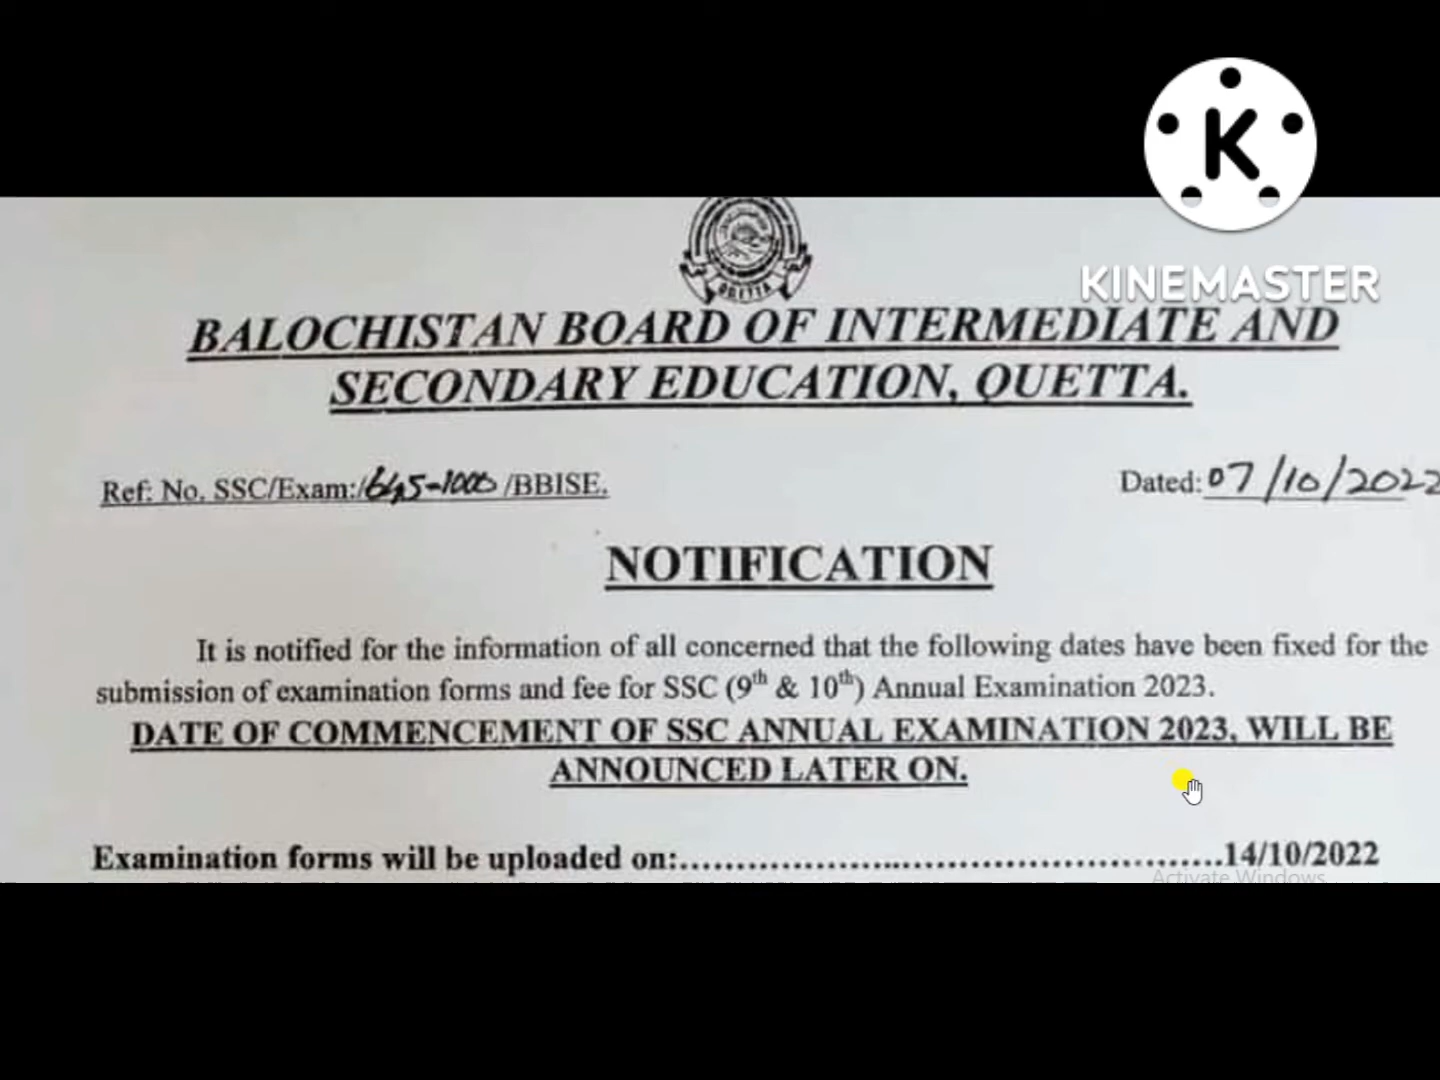 K
KINEMASTER
QUETTA
BALOCHISTAN BOARD OF INTERMEDIATE AND
SECONDARY EDUCATION, QUETTA.
Ref: No. SSC/Exam:/645-1000 /BBISE.
Dated: 07/10/2022
NOTIFICATION
It is notified for the information of all concerned that the following dates have been fixed for the
submission of examination forms and fee for SSC (9th & 10th) Annual Examination 2023.
DATE OF COMMENCEMENT OF SSC ANNUAL EXAMINATION 2023, WILL BE
ANNOUNCED LATER ON.
Examination forms will be uploaded on:..........................................................14/10/2022
Activate Windows